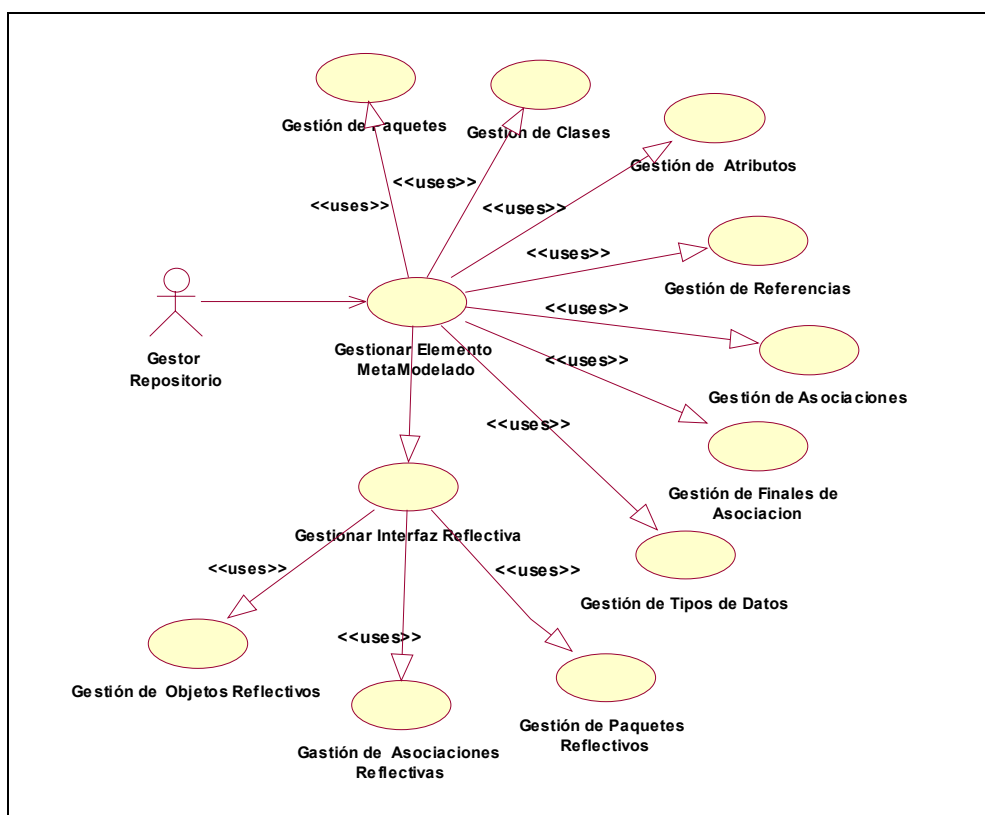 Gestión de Paquetes
Gestión de Clases
Gestión de Atributos
<<uses>>
<<uses>>
<<uses>>
<<uses>>
Gestión de Referencias
<<uses>>
Gestor
Repositorio
Gestionar Elemento
MetaModelado
<<uses>>
Gestión de Asociaciones
<<uses>>
Gestión de Finales de
Asociacion
Gestionar Interfaz Reflectiva
<<uses>>
<<uses>>
Gestión de Tipos de Datos
<<uses>>
Gestión de Objetos Reflectivos
Gastión de Asociaciones
Reflectivas
Gestión de Paquetes
Reflectivos